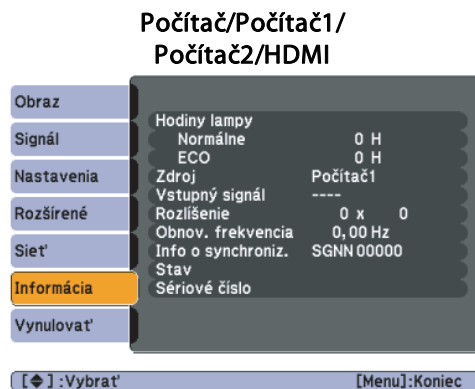 Počítač/Počítač1/
Počítač2/HDMI
Obraz
Signál
Nastavenia
Rozšírené
Sieť
Informácia
Vynulovať
Hodiny lampy
Normálne 0 H
ECO 0 H
Zdroj Počítač1
Vstupný signál ----
Rozlíšenie 0 x 0
Obnov. frekvencia 0,00 Hz
Info o synchroniz. SGNN 00000
Stav
Sériové číslo
[◆] :Vybrať [Menu]:Koniec